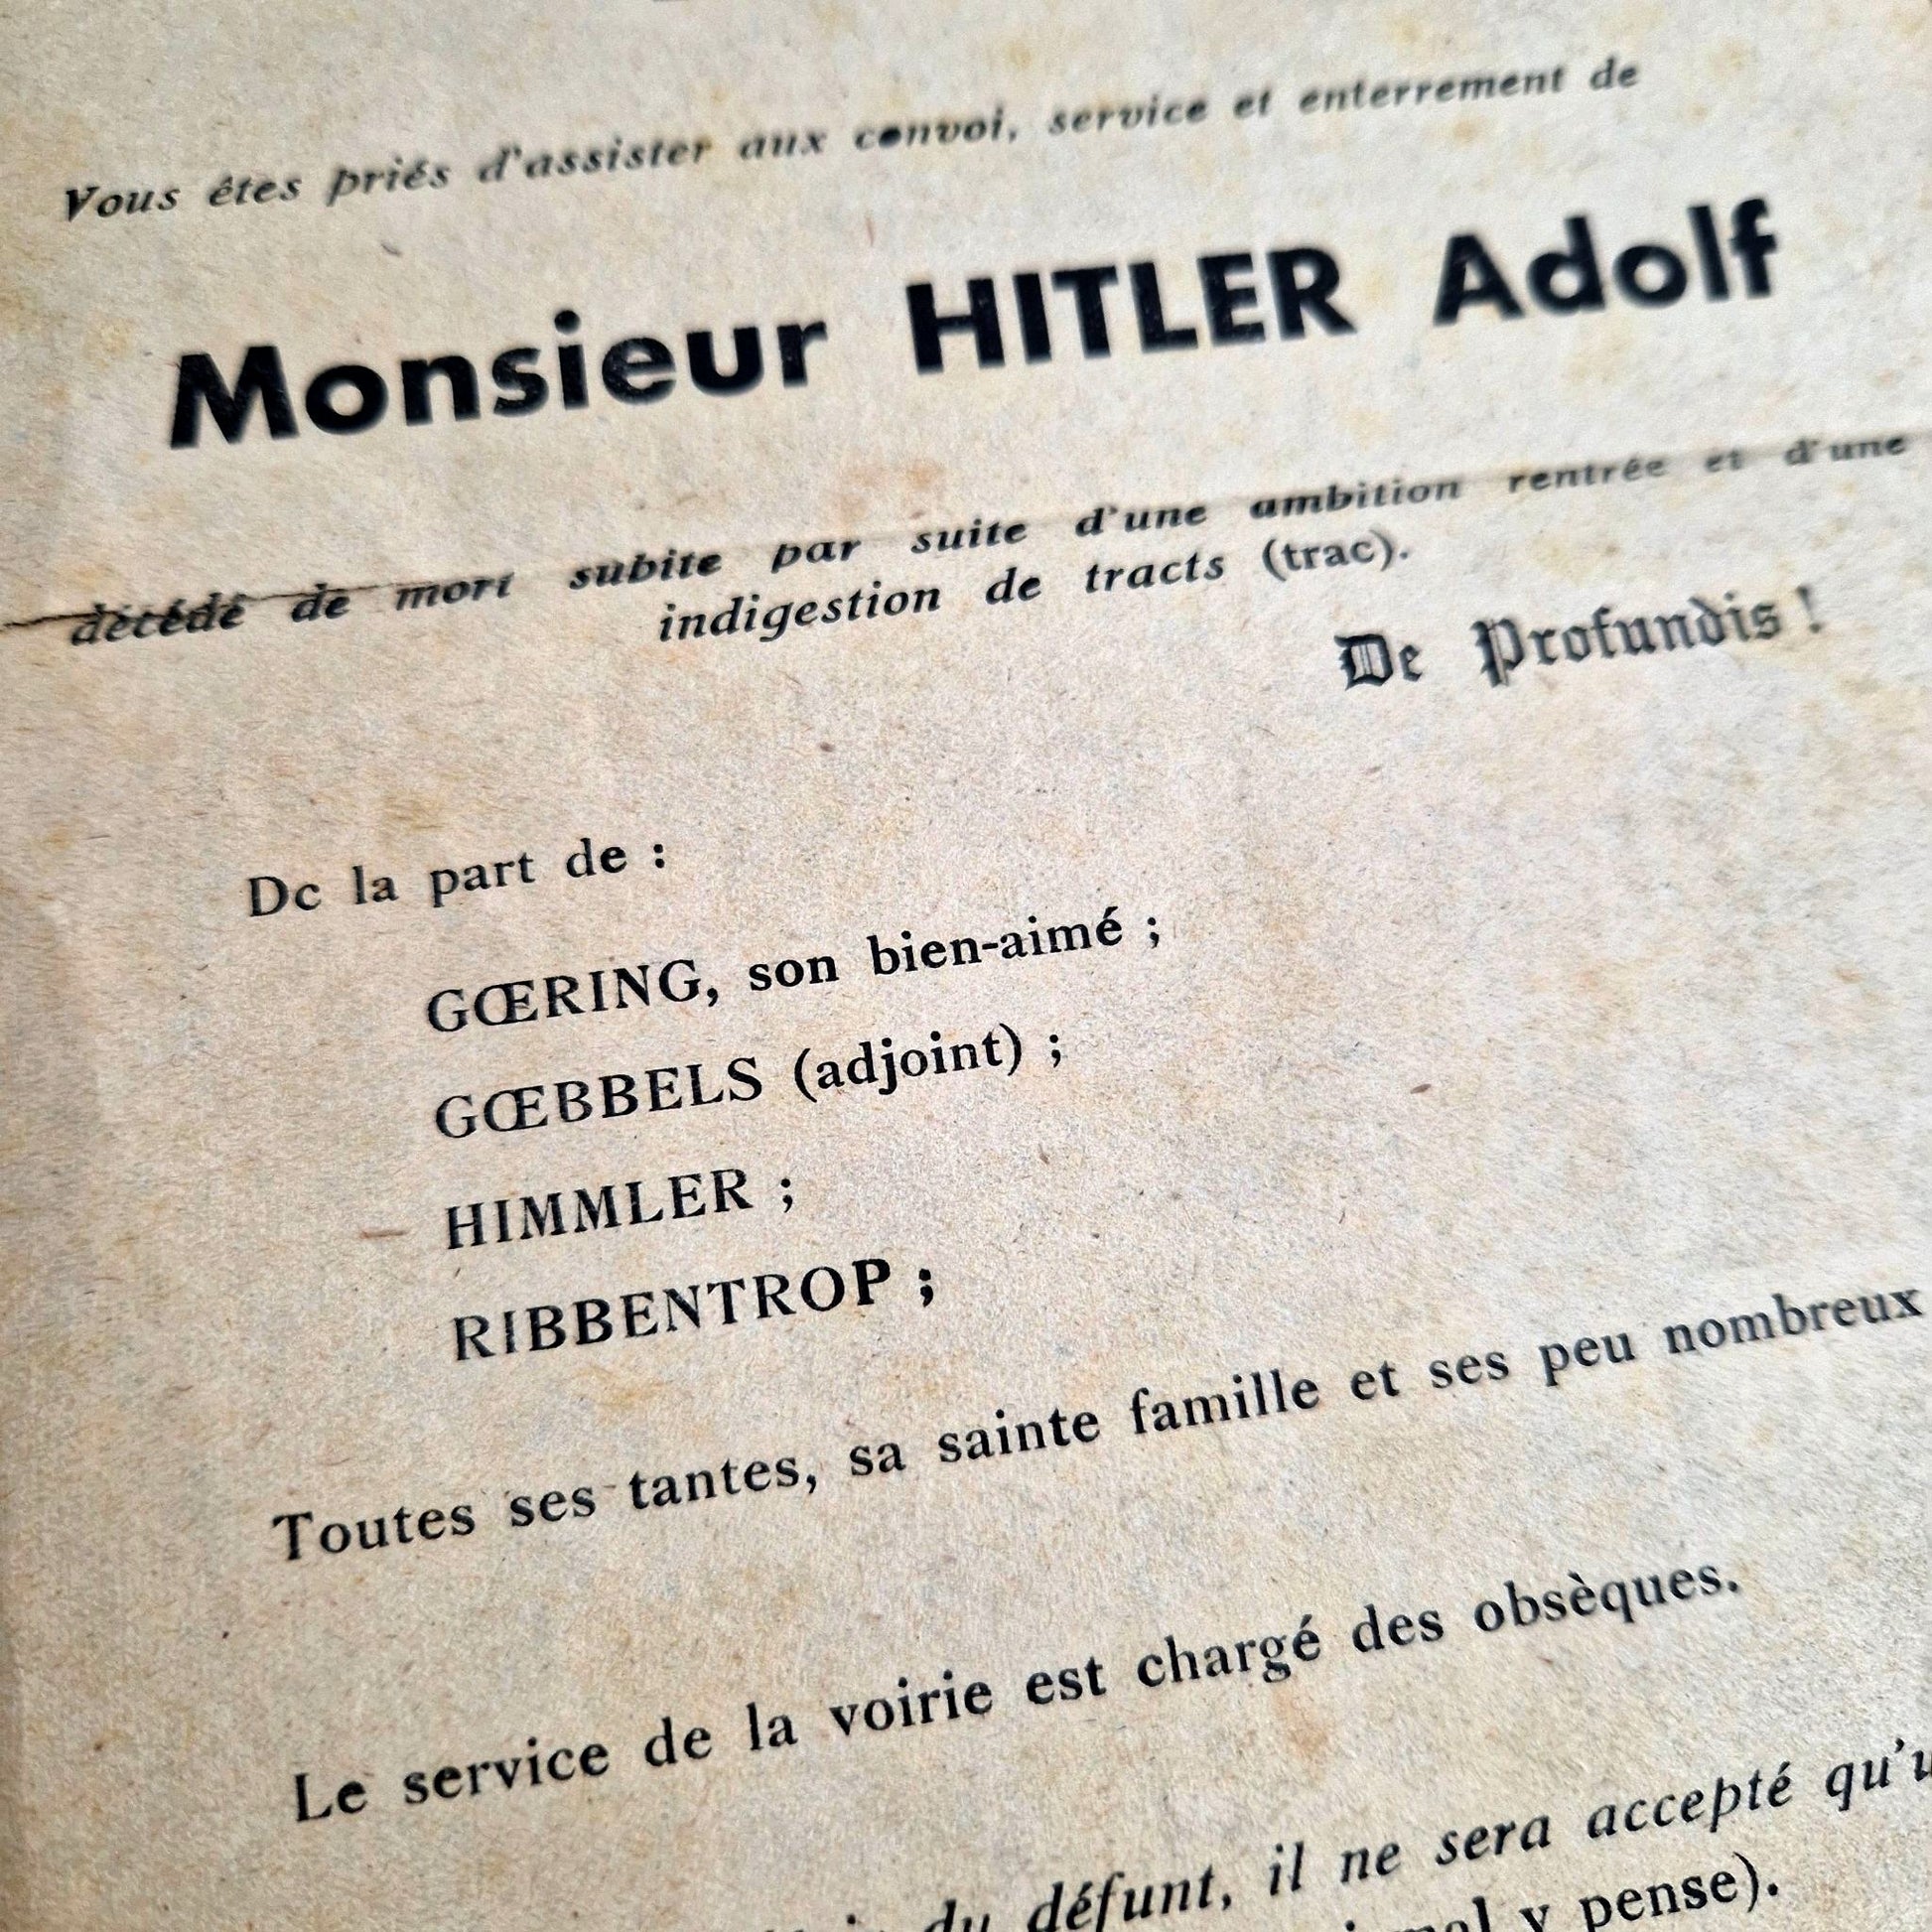 Vous êtes priés d'assister aux convoi, service et enterrement de
Monsieur HITLER Adolf
décédé de mort subite par suite d'une ambition rentrée et d'une
indigestion de tracts (trac).
De Profundis !
De la part de :
GŒRING, son bien-aimé ;
GŒBBELS (adjoint) ;
HIMMLER ;
RIBBENTROP ;
Toutes ses tantes, sa sainte famille et ses peu nombreux
Le service de la voirie est chargé des obsèques.
du défunt, il ne sera accepté qu'u
mal y pense).